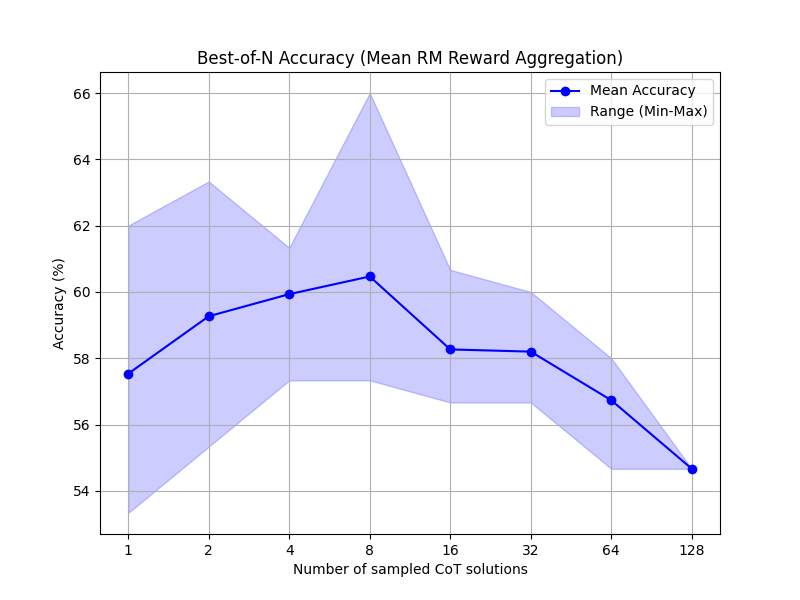 Best-of-N Accuracy (Mean RM Reward Aggregation)
Mean Accuracy
Range (Min-Max)
Accuracy (%)
66
64
62
60
58
56
54
1 2 4 8 16 32 64 128
Number of sampled CoT solutions